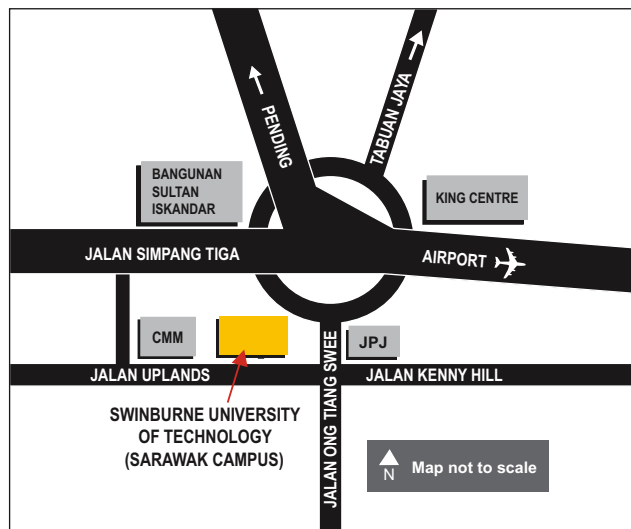 PENDING
TABUAN JAYA
BANGUNAN
SULTAN
ISKANDAR
KING CENTRE
JALAN SIMPANG TIGA
AIRPORT
CMM
JPJ
JALAN UPLANDS
JALAN KENNY HILL
JALAN ONG TIANG SWEE
SWINBURNE UNIVERSITY
OF TECHNOLOGY
(SARAWAK CAMPUS)
N
Map not to scale